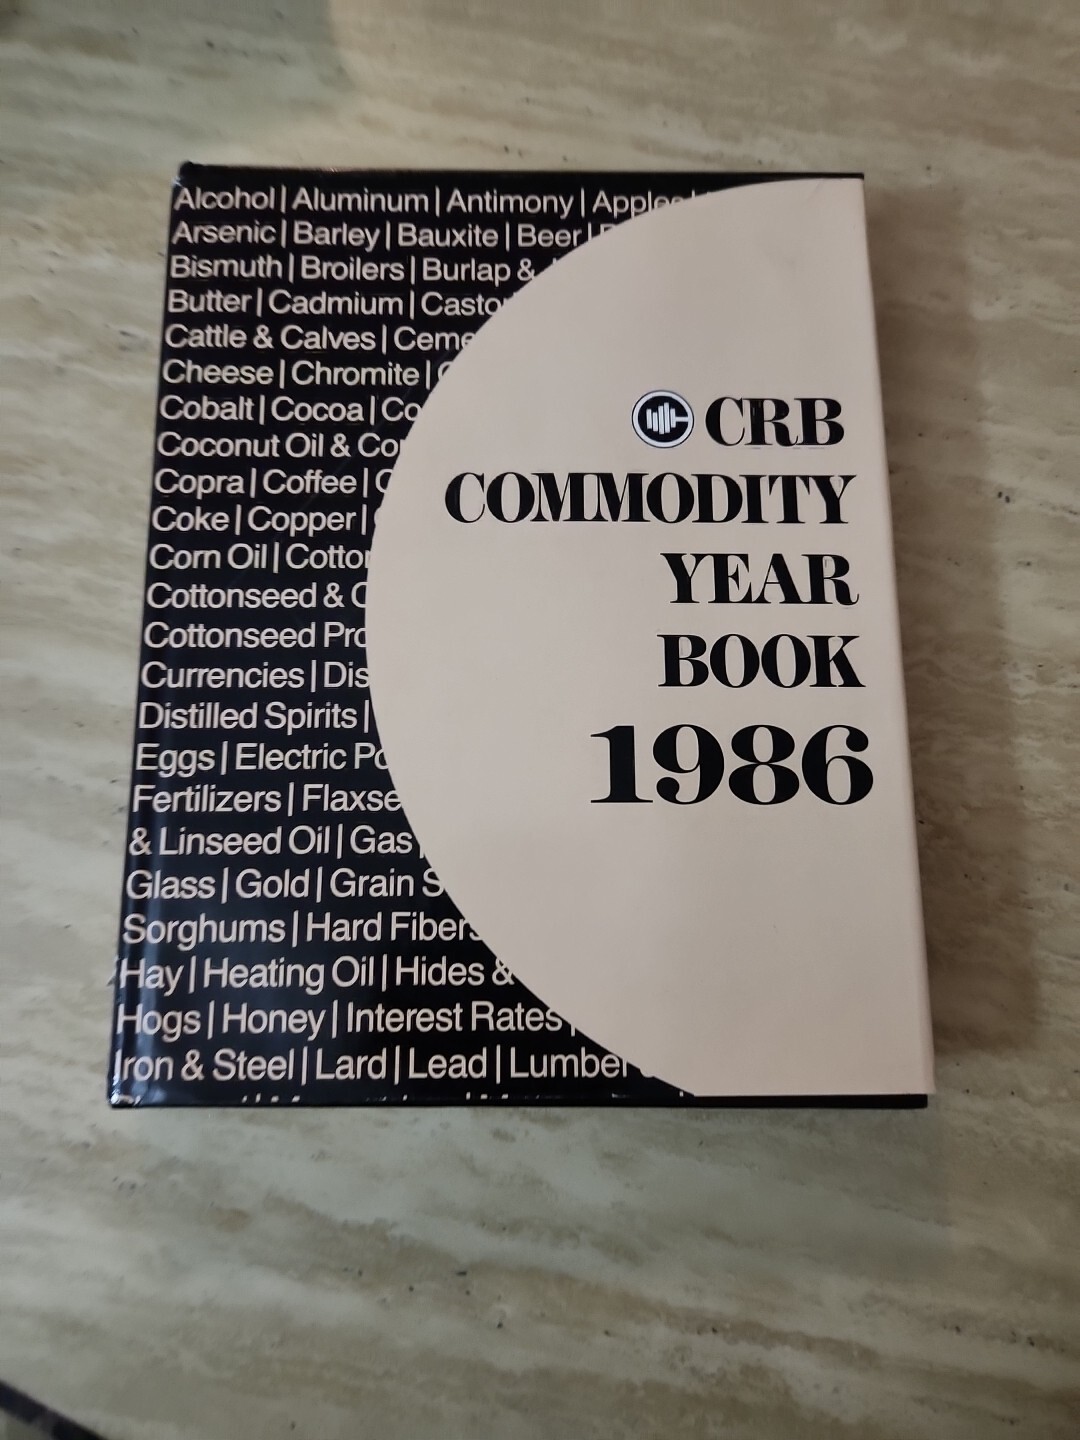 Alcohol | Aluminum | Antimony | Apples
Arsenic | Barley | Bauxite | Beer |
Bismuth | Broilers | Burlap &
Butter | Cadmium |
Cattle & Calves |
Cheese | Chromite |
Cobalt | Cocoa |
Coconut Oil &
Copra | Coffee |
Coke | Copper |
Corn Oil |
Cottonseed &
Cottonseed
Currencies |
Distilled Spirits |
Eggs | Electric
Fertilizers |
& Linseed Oil | Gas
Glass | Gold | Grain
Sorghums | Hard Fibers
Hay | Heating Oil | Hides &
Hogs | Honey | Interest Rates
Iron & Steel | Lard | Lead | Lumber
CRB
COMMODITY
YEAR
BOOK
1986